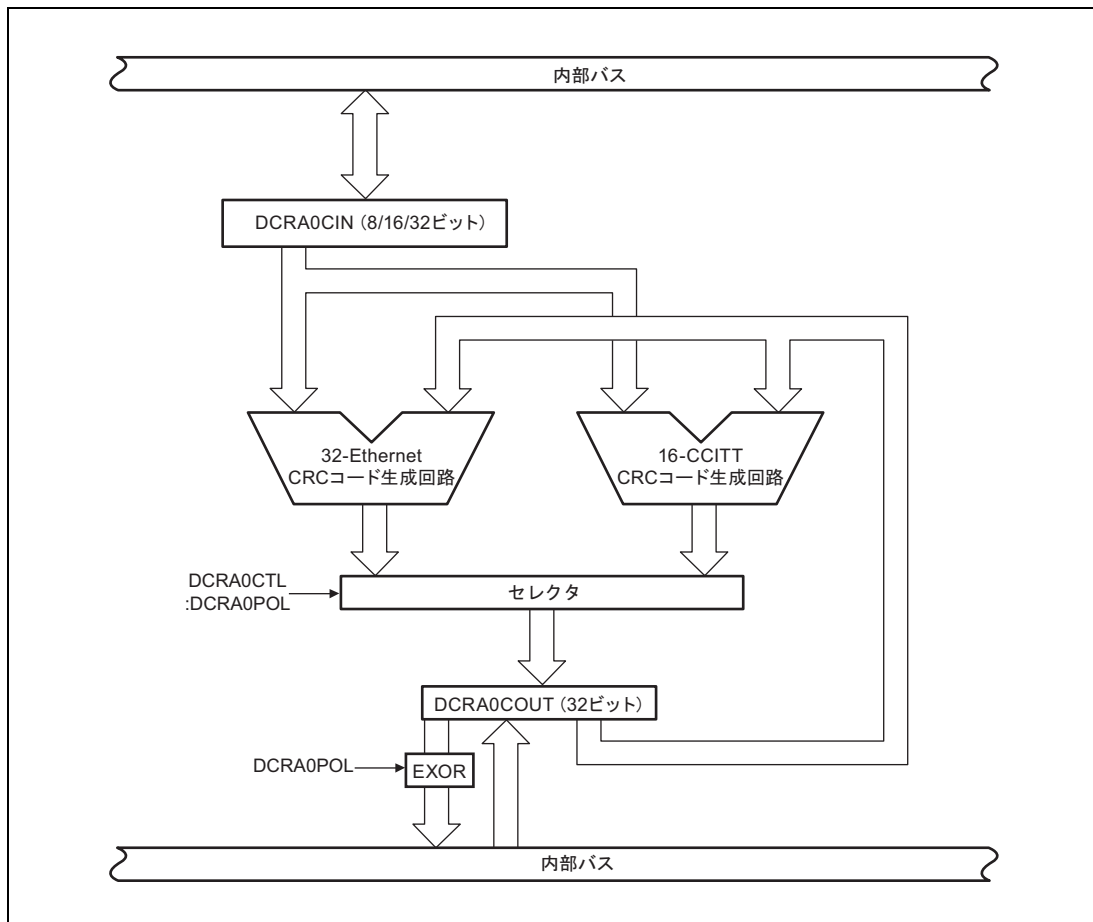 内部バス
DCRA0CIN (8/16/32ビット)
32-Ethernet
CRCコード生成回路
16-CCITT
CRCコード生成回路
DCRA0CTL
:DCRA0POL
セレクタ
DCRA0COUT (32ビット)
DCRA0POL
EXOR
内部バス